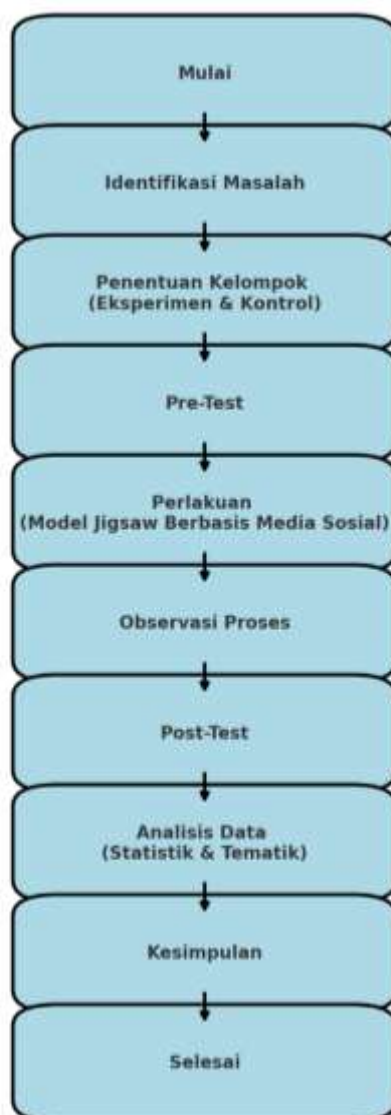 Mulai
Identifikasi Masalah
Penentuan Kelompok
(Eksperimen & Kontrol)
Pre-Test
Perlakuan
(Model Jigsaw Berbasis Media Sosial)
Observasi Proses
Post-Test
Analisis Data
(Statistik & Tematik)
Kesimpulan
Selesai